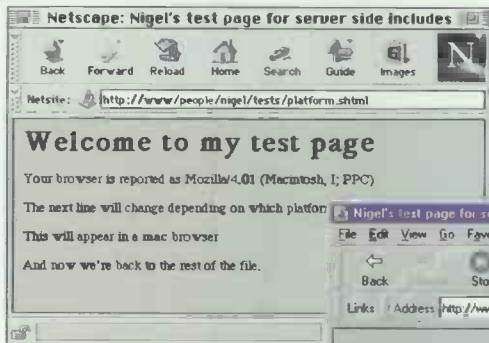 Netscape: Nigel's test page for server side includes
Back Forward Reload Home Search Guide Images N
Netsite: http://www/people/nigel/tests/platform.shtml
Welcome to my test page
Your browser is reported as Mozilla/4.01 (Macintosh, I; PPC)
The next line will change depending on which platfor
This will appear in a mac browser
And now we're back to the rest of the file.
Nigel's test page for se
File Edit View Go Fave
Back Sto
Links Address http://ww